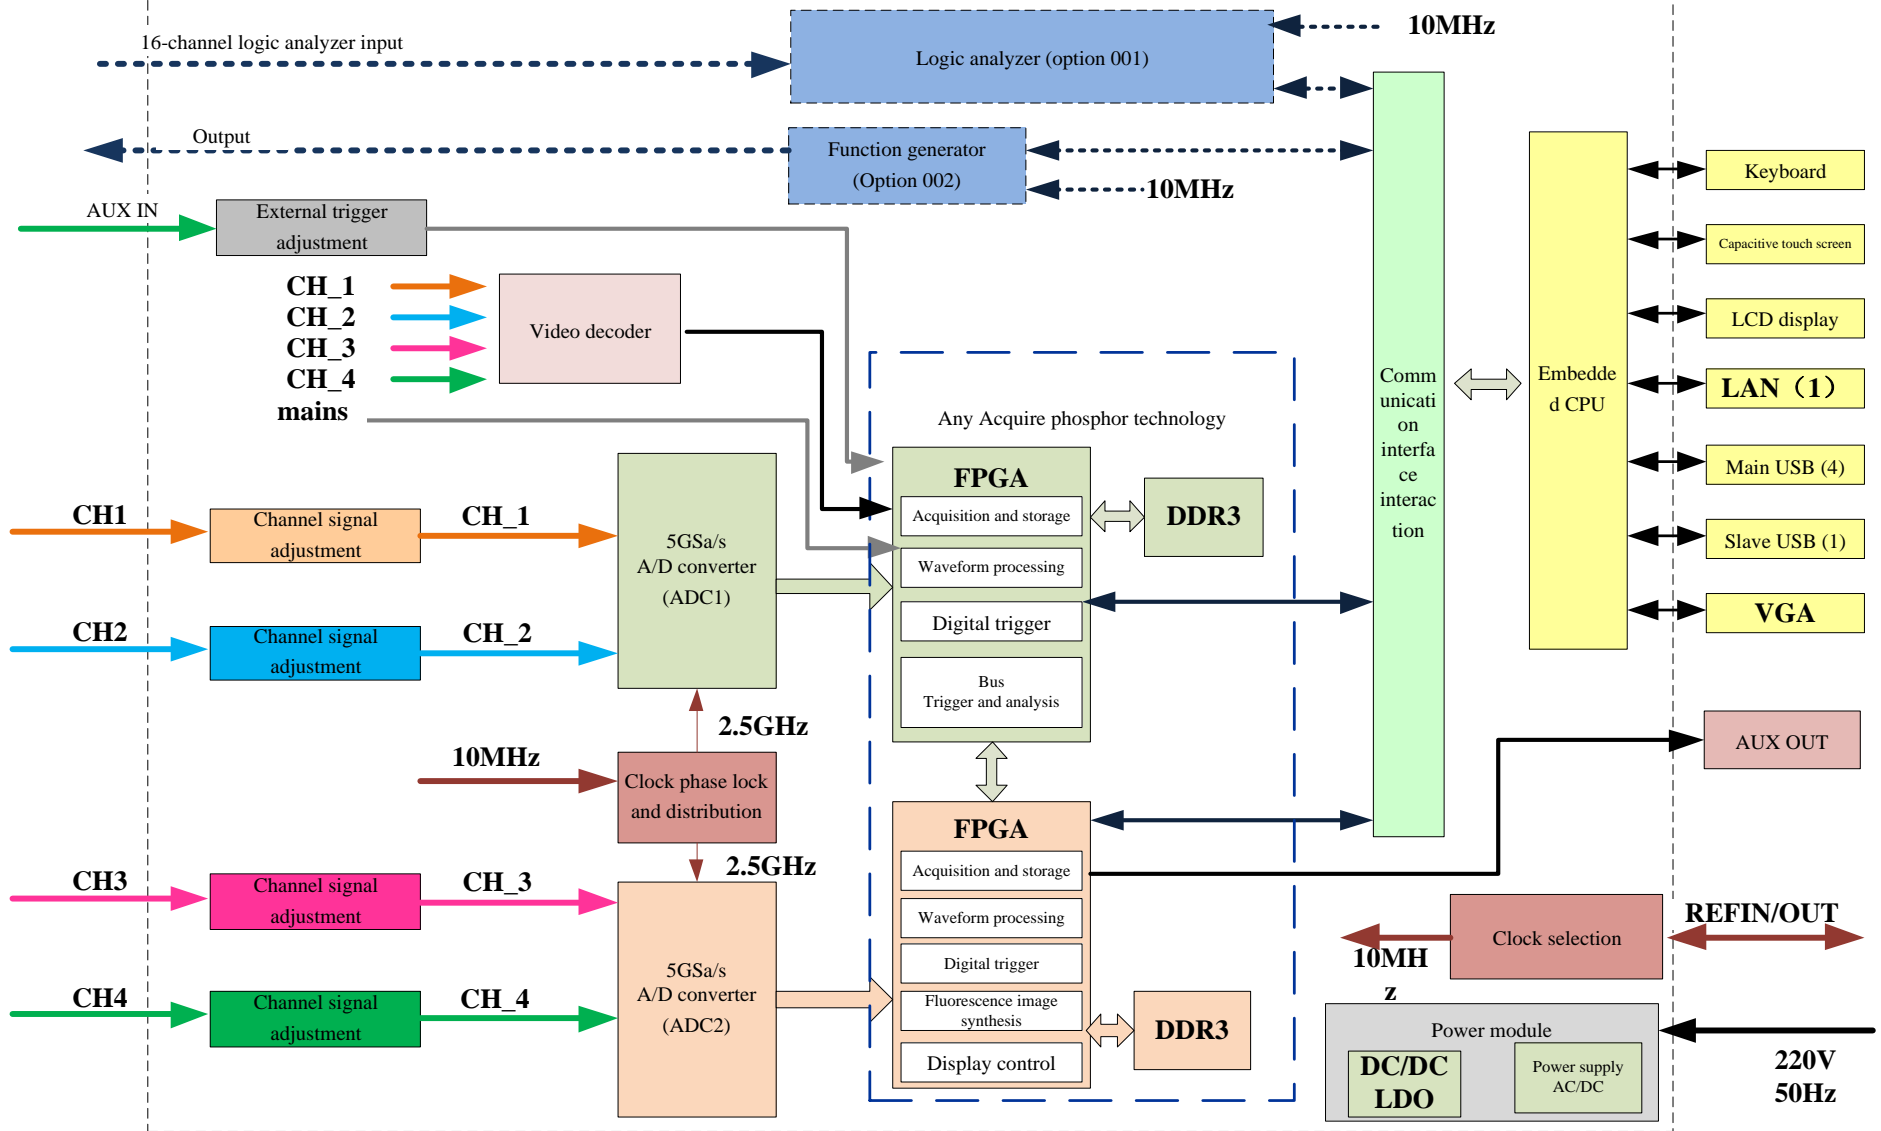 16-channel logic analyzer input
Logic analyzer (option 001)
10MHz
Output
Function generator
(Option 002)
10MHz
AUX IN
External trigger
adjustment
CH_1
CH_2
CH_3
CH_4
mains
Video decoder
Any Acquire phosphor technology
CH1
Channel signal
adjustment
CH_1
CH2
Channel signal
adjustment
CH_2
5GSa/s
A/D converter
(ADC1)
FPGA
Acquisition and storage
Waveform processing
Digital trigger
Bus
Trigger and analysis
DDR3
2.5GHz
10MHz
Clock phase lock
and distribution
2.5GHz
CH3
Channel signal
adjustment
CH_3
CH4
Channel signal
adjustment
CH_4
5GSa/s
A/D converter
(ADC2)
FPGA
Acquisition and storage
Waveform processing
Digital trigger
Fluorescence image
synthesis
Display control
DDR3
Comm
unicati
on
interfa
ce
interac
tion
Embedde
d CPU
Keyboard
Capacitive touch screen
LCD display
LAN（1）
Main USB (4)
Slave USB (1)
VGA
AUX OUT
REFIN/OUT
Clock selection
10MH
z
Power module
DC/DC
LDO
Power supply
AC/DC
220V
50Hz